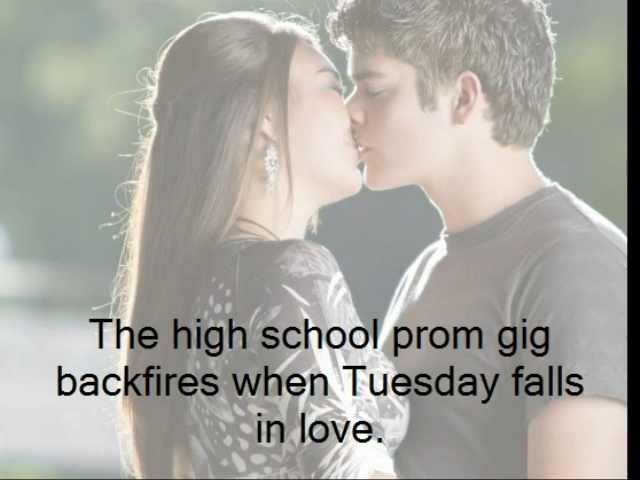 The high school prom gig
backfires when Tuesday falls
in love.